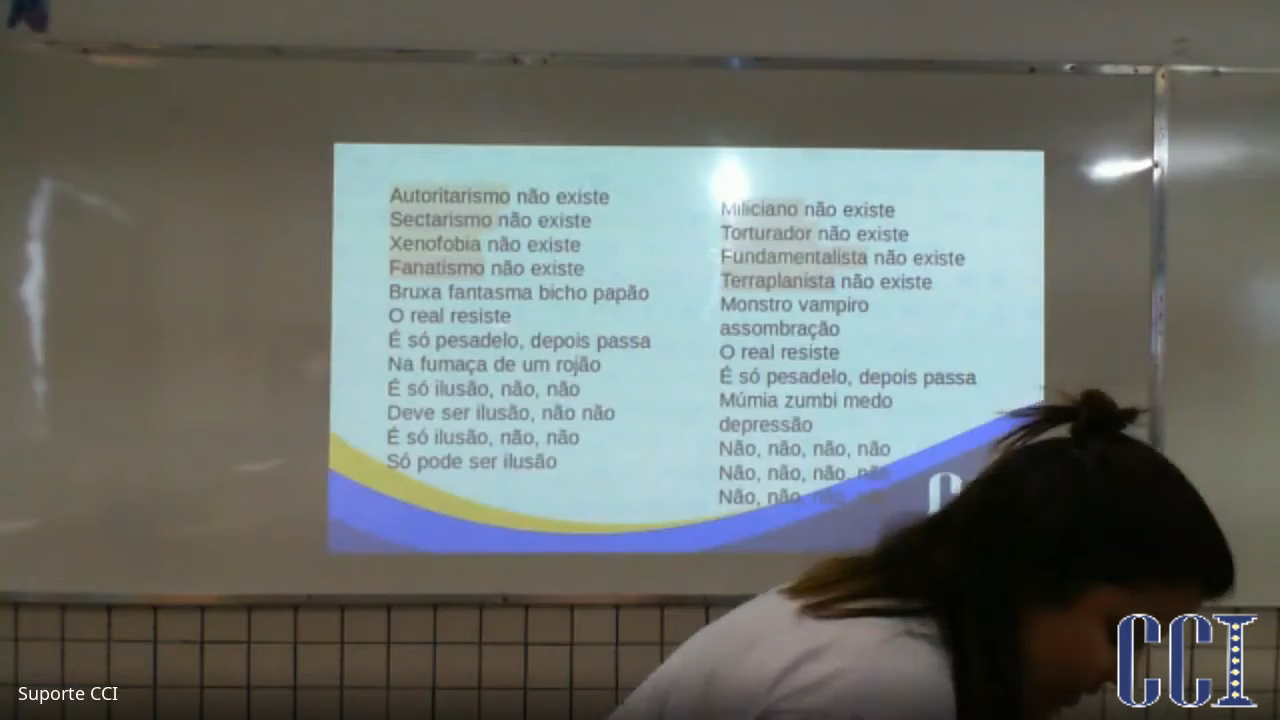 Autoritarismo não existe
Sectarismo não existe
Xenofobia não existe
Fanatismo não existe
Bruxa fantasma bicho papão
O real resiste
É só pesadelo, depois passa
Na fumaça de um rojão
É só ilusão, não, não
Deve ser ilusão, não não
É só ilusão, não, não
Só pode ser ilusão
Miliciano não existe
Torturador não existe
Fundamentalista não existe
Terraplanista não existe
Monstro vampiro
assombração
O real resiste
É só pesadelo, depois passa
Múmia zumbi medo
depressão
Não, não, não, não
Não, não, não, não
Não, não
Suporte CCI
CCI